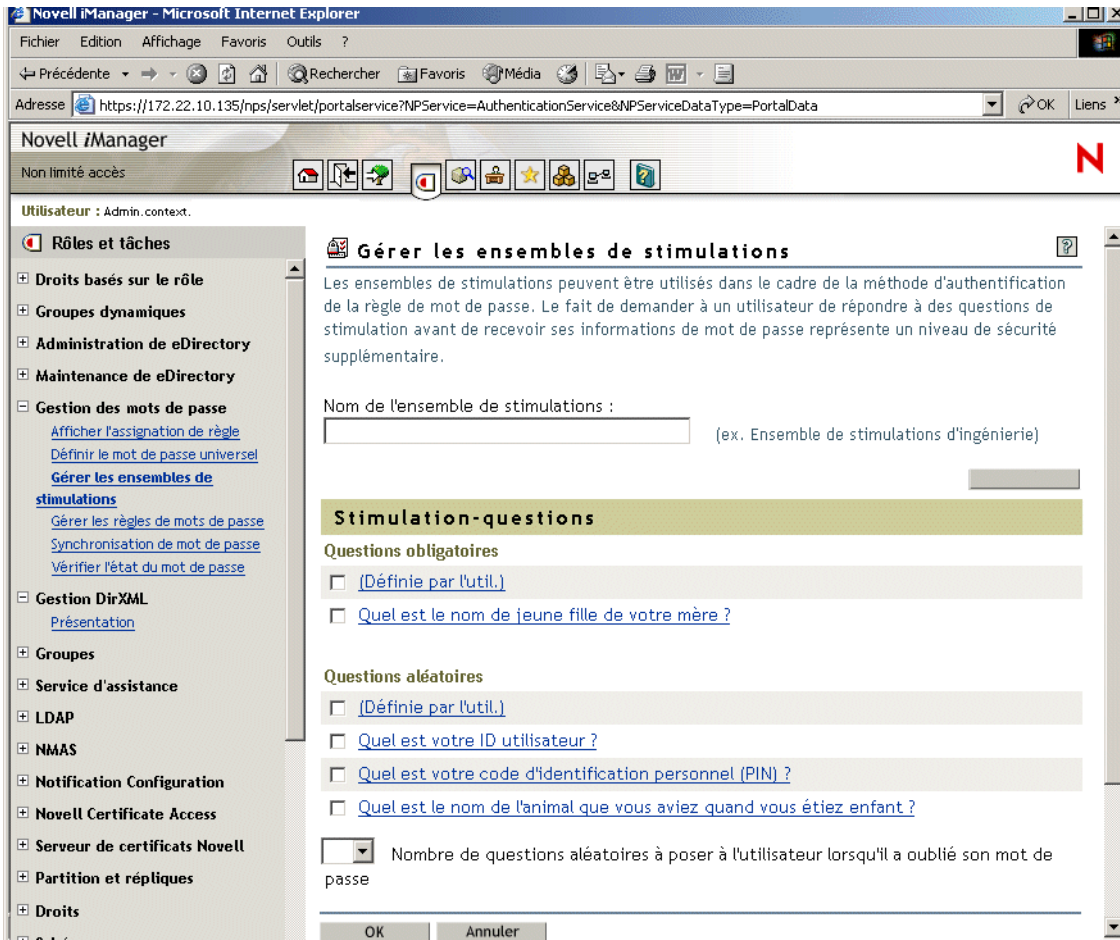 Novell iManager - Microsoft Internet Explorer
Fichier Edition Affichage Favoris Outils ?
Précédente Rechercher Favoris Média
Adresse https://172.22.10.135/nps/servlet/portalservice?NPService=AuthenticationService&NPServiceDataType=PortalData OK Liens »
Novell iManager
Non limité accès
N
Utilisateur : Admin.context.
Rôles et tâches
Droits basés sur le rôle
Groupes dynamiques
Administration de eDirectory
Maintenance de eDirectory
Gestion des mots de passe
Afficher l'assignation de règle
Définir le mot de passe universel
Gérer les ensembles de
stimulations
Gérer les règles de mots de passe
Synchronisation de mot de passe
Vérifier l'état du mot de passe
Gestion DirXML
Présentation
Groupes
Service d'assistance
LDAP
NMAS
Notification Configuration
Novell Certificate Access
Serveur de certificats Novell
Partition et répliques
Droits
Gérer les ensembles de stimulations
Les ensembles de stimulations peuvent être utilisés dans le cadre de la méthode d'authentification
de la règle de mot de passe. Le fait de demander à un utilisateur de répondre à des questions de
stimulation avant de recevoir ses informations de mot de passe représente un niveau de sécurité
supplémentaire.
Nom de l'ensemble de stimulations :
(ex. Ensemble de stimulations d'ingénierie)
Stimulation-questions
Questions obligatoires
(Définie par l'util.)
Quel est le nom de jeune fille de votre mère ?
Questions aléatoires
(Définie par l'util.)
Quel est votre ID utilisateur ?
Quel est votre code d'identification personnel (PIN) ?
Quel est le nom de l'animal que vous aviez quand vous étiez enfant ?
Nombre de questions aléatoires à poser à l'utilisateur lorsqu'il a oublié son mot de
passe
OK Annuler